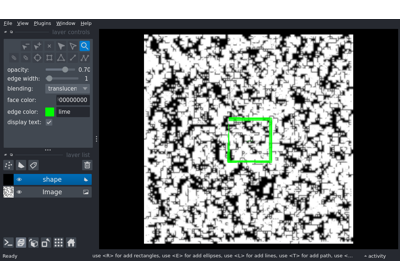 File View Plugins Window Help
layer controls
opacity: 0.70
edge width: 1
blending: translucen
face color: 00000000
edge color: lime
display text:
layer list
shape
Image
Ready
use <R> for add rectangles, use <E> for add ellipses, use <L> for add lines, use <T> for add path, use <...
activity